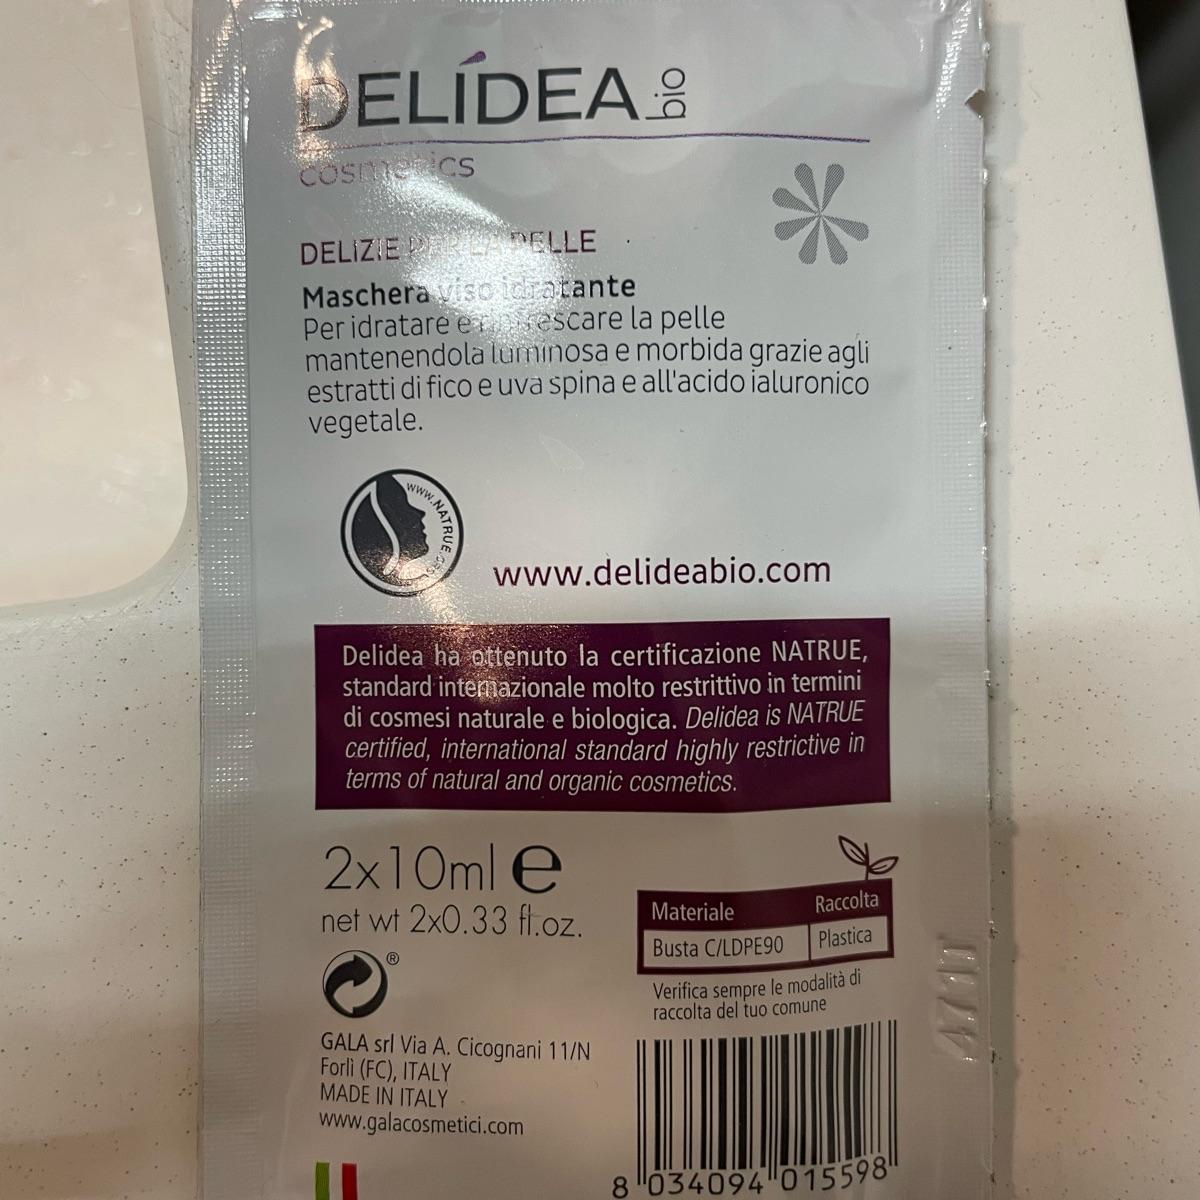 DELÍDEA bio
cosmetics
DELIZIE PER LA PELLE
Maschera viso idratante
Per idratare e rinfrescare la pelle
mantenendola luminosa e morbida grazie agli
estratti di fico e uva spina e all'acido ialuronico
vegetale.
WWW.NATRUE.ORG
www.delideabio.com
Delidea ha ottenuto la certificazione NATRUE,
standard internazionale molto restrittivo in termini
di cosmesi naturale e biologica. Delidea is NATRUE
certified, international standard highly restrictive in
terms of natural and organic cosmetics.
2x10ml e
net wt 2x0.33 fl.oz.
®
Materiale Raccolta
Busta C/LDPE90 Plastica
Verifica sempre le modalità di
raccolta del tuo comune
GALA srl Via A. Cicognani 11/N
Forlì (FC), ITALY
MADE IN ITALY
www.galacosmetici.com
8 034094 015598